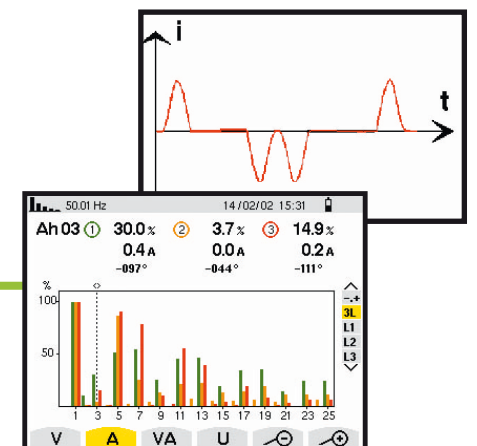 i
t
50.01 Hz 14/02/02 15:31
Ah 03 1 30.0 % 2 3.7 % 3 14.9 %
0.4 A 0.0 A 0.2 A
-097° -044° -111°
%
100
50
-.+
3L
L1
L2
L3
1 3 5 7 9 11 13 15 17 19 21 23 25
V A VA U